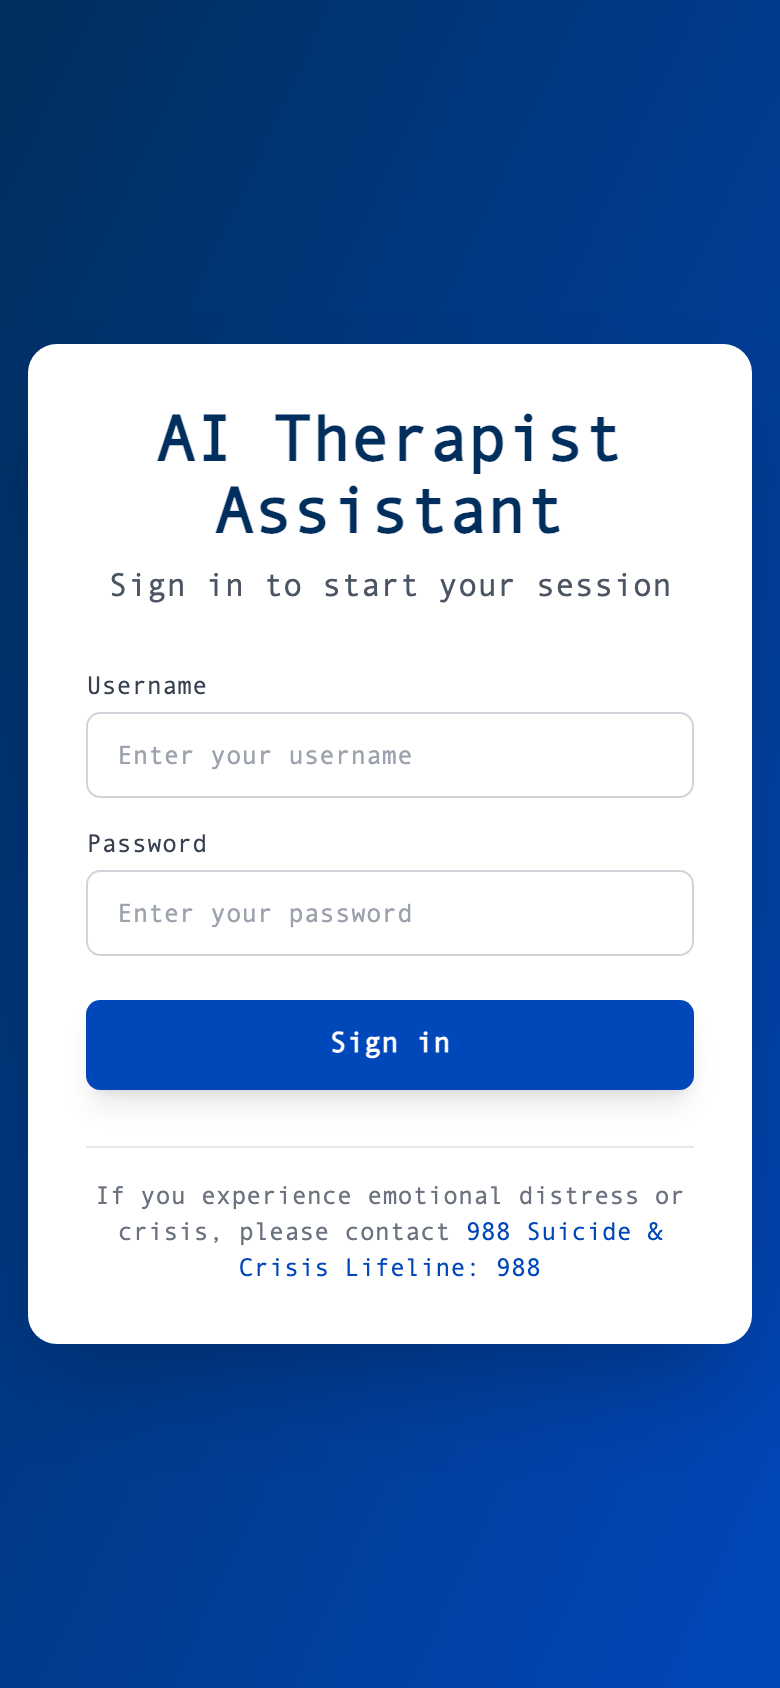 AI Therapist
Assistant
Sign in to start your session
Username
Enter your username
Password
Enter your password
Sign in
If you experience emotional distress or
crisis, please contact 988 Suicide &
Crisis Lifeline: 988